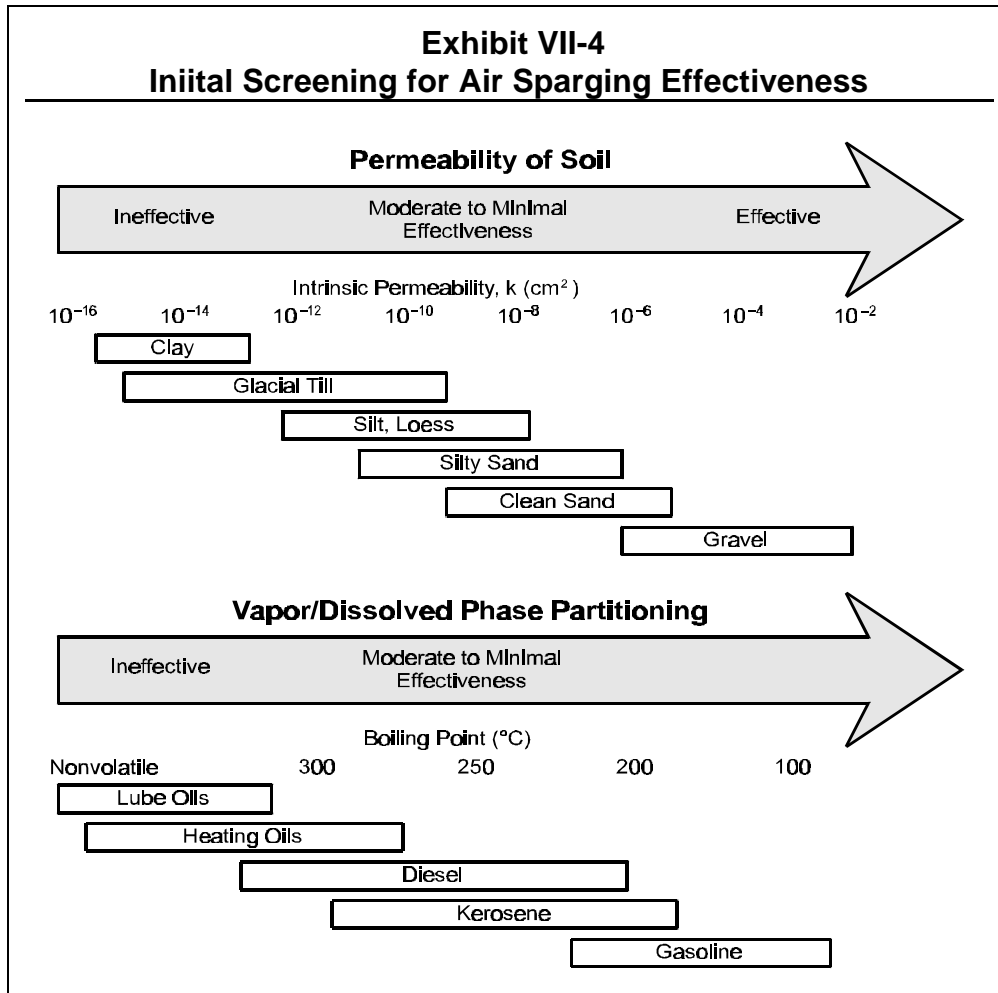 Exhibit VII-4
Iniital Screening for Air Sparging Effectiveness
Permeability of Soil
Ineffective
Moderate to Minimal
Effectiveness
Effective
Intrinsic Permeability, k (cm²)
10⁻¹⁶ 10⁻¹⁴ 10⁻¹² 10⁻¹⁰ 10⁻⁸ 10⁻⁶ 10⁻⁴ 10⁻²
Clay
Glacial Till
Silt, Loess
Silty Sand
Clean Sand
Gravel
Vapor/Dissolved Phase Partitioning
Ineffective
Moderate to Minimal
Effectiveness
Boiling Point (°C)
Nonvolatile 300 250 200 100
Lube Oils
Heating Oils
Diesel
Kerosene
Gasoline